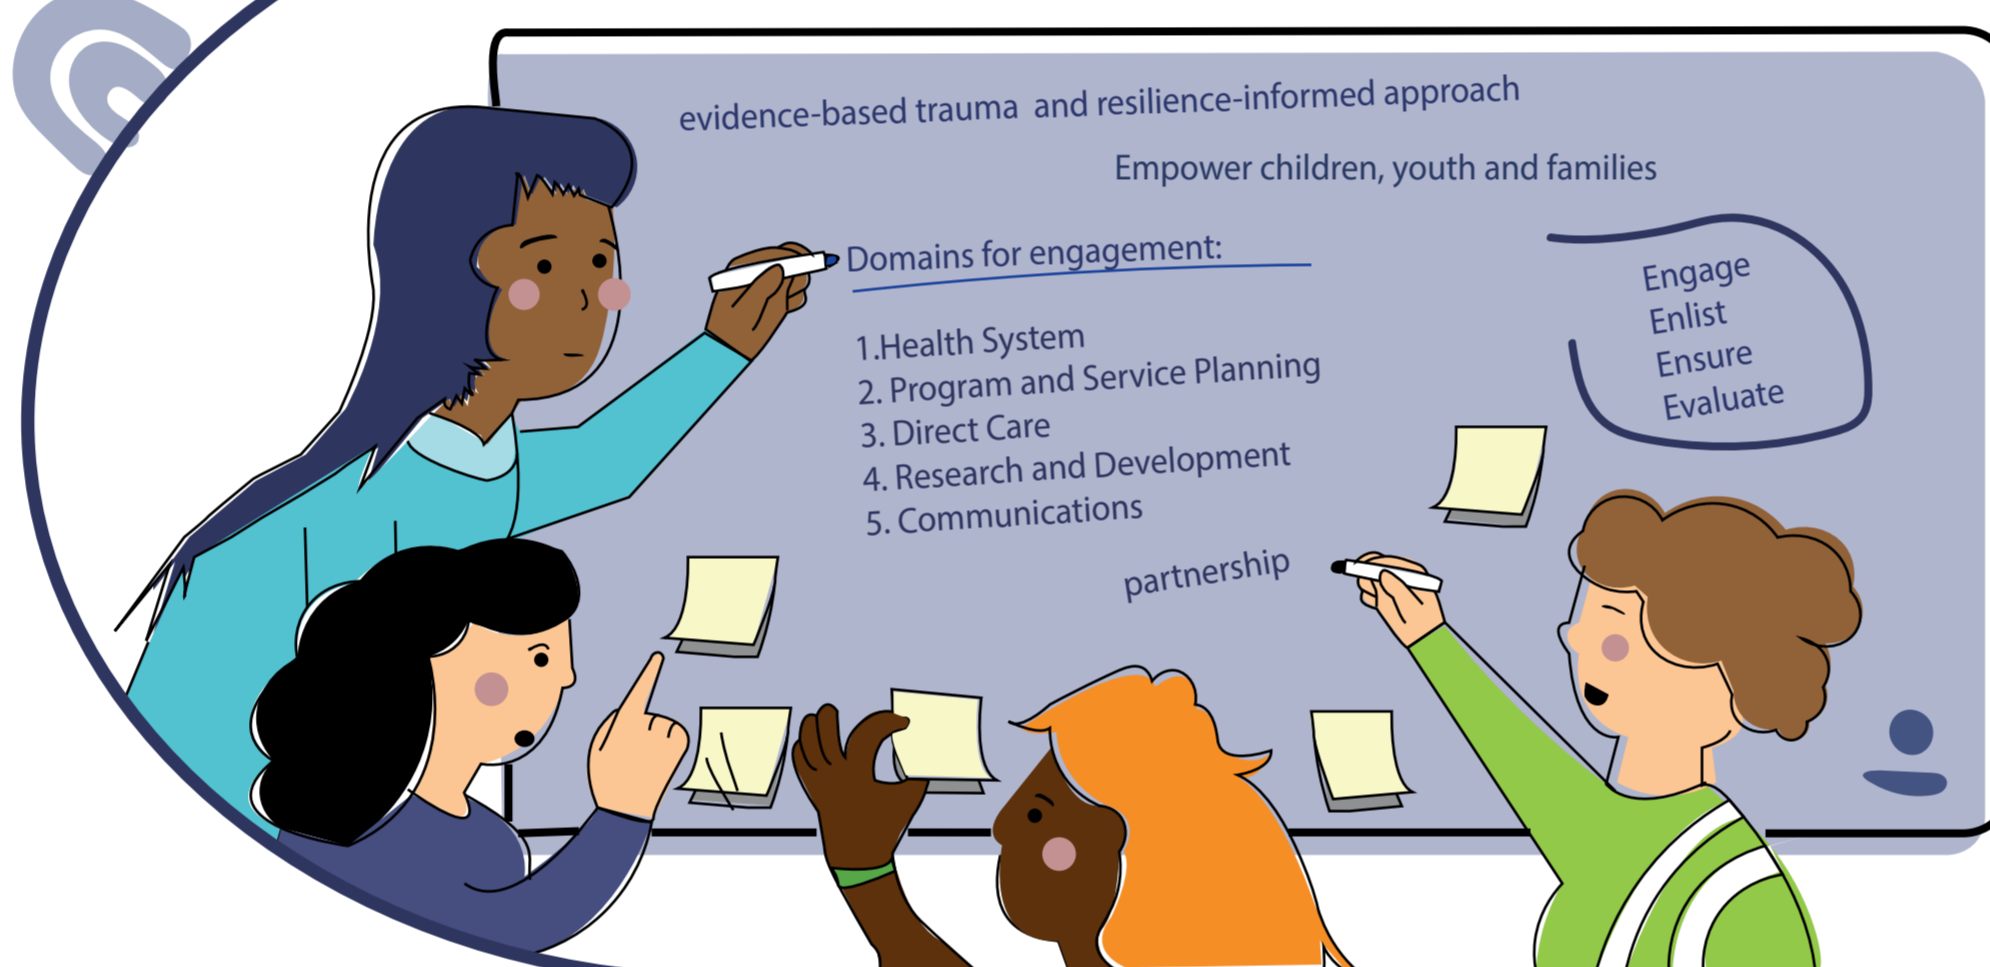 evidence-based trauma and resilience-informed approach
Empower children, youth and families
Domains for engagement:
1.Health System
2. Program and Service Planning
3. Direct Care
4. Research and Development
5. Communications
partnership
Engage
Enlist
Ensure
Evaluate